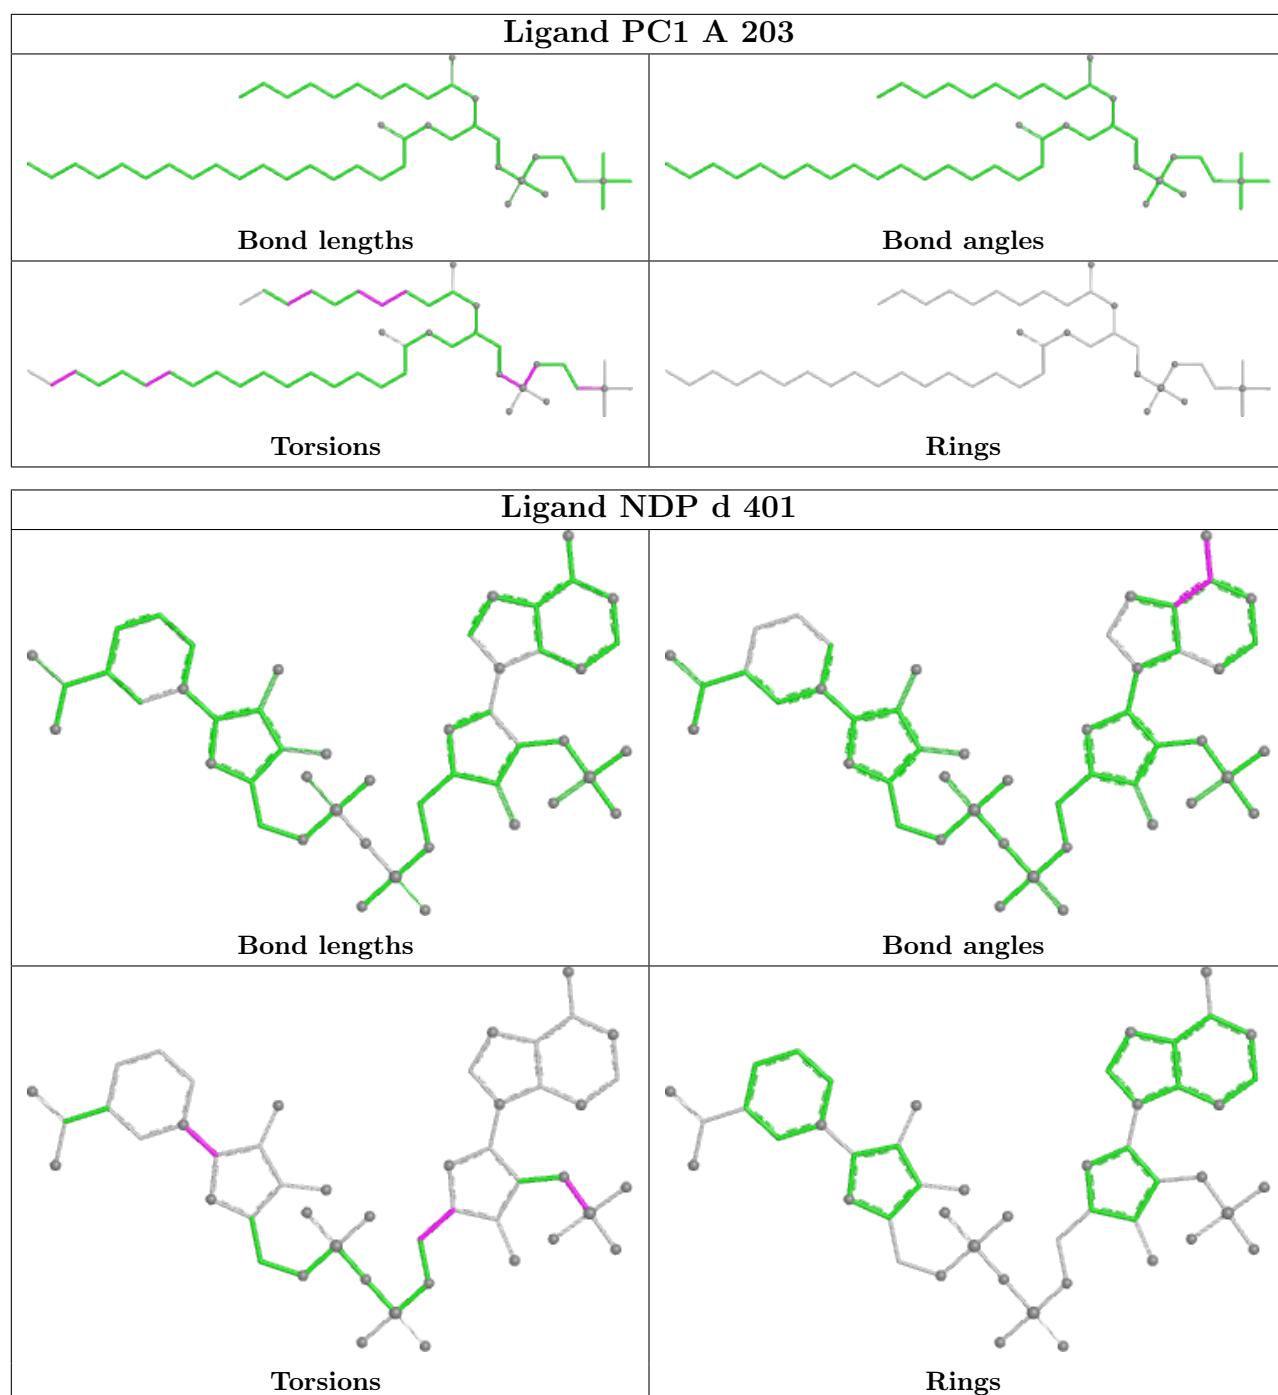 Ligand PC1 A 203
Bond lengths
Bond angles
Torsions
Rings
Ligand NDP d 401
Bond lengths
Bond angles
Torsions
Rings